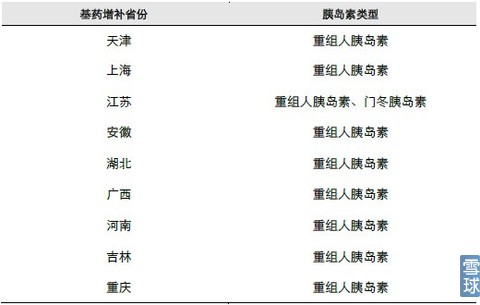 基药增补省份 胰岛素类型
天津 重组人胰岛素
上海 重组人胰岛素
江苏 重组人胰岛素、门冬胰岛素
安徽 重组人胰岛素
湖北 重组人胰岛素
广西 重组人胰岛素
河南 重组人胰岛素
吉林 重组人胰岛素
重庆 重组人胰岛素
雪球